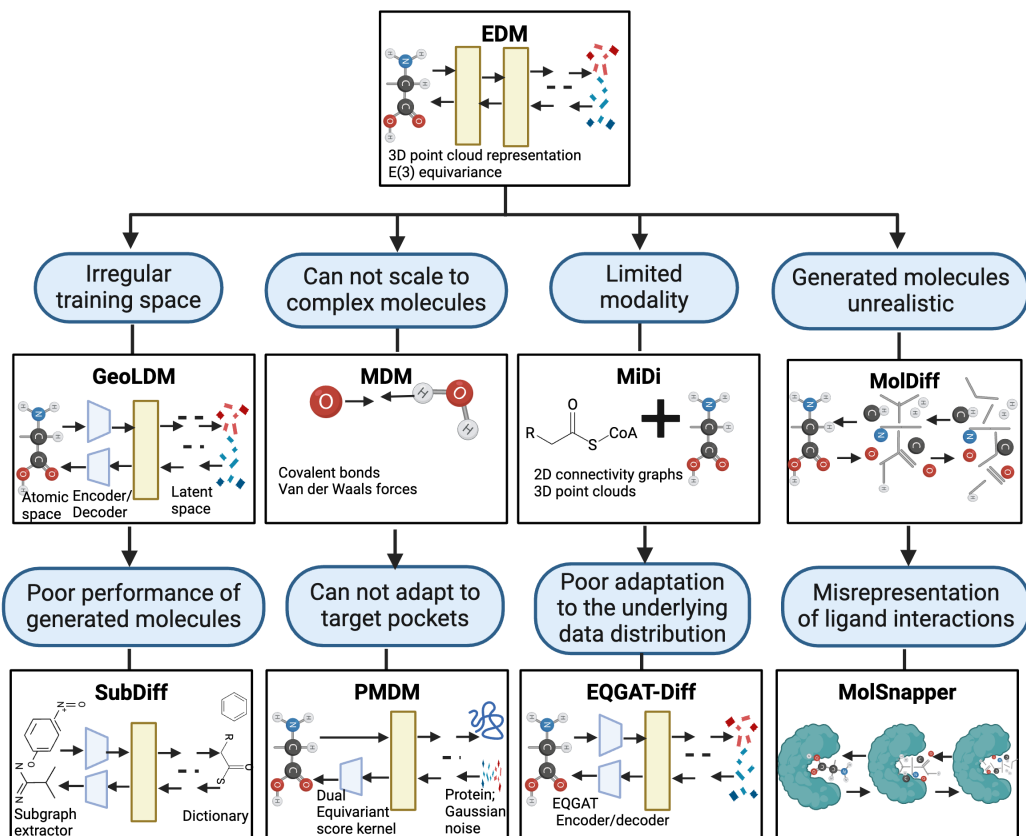 EDM
N
H
H
C
H
C
O
O
H
3D point cloud representation
E(3) equivariance
Irregular
training space
Can not scale to
complex molecules
Limited
modality
Generated molecules
unrealistic
GeoLDM
N
H
H
C
H
C
O
O
H
Atomic
space
Encoder/
Decoder
Latent
space
MDM
O
H
O
H
Covalent bonds
Van der Waals forces
MiDi
O
R
S
CoA
N
H
H
C
H
C
O
O
H
2D connectivity graphs
3D point clouds
MolDiff
N
H
H
C
H
C
O
O
H
C
H
H
N
C
O
O
H
C
H
H
N
C
O
O
H
Poor performance of
generated molecules
Can not adapt to
target pockets
Poor adaptation
to the underlying
data distribution
Misrepresentation
of ligand interactions
SubDiff
N+
O
O
N
N
R
O
S
Subgraph
extractor
Dictionary
PMDM
N
H
H
C
H
C
O
O
H
Dual
Equivariant
score kernel
Protein;
Gaussian
noise
EQGAT-Diff
N
H
H
C
H
C
O
O
H
EQGAT
Encoder/decoder
MolSnapper